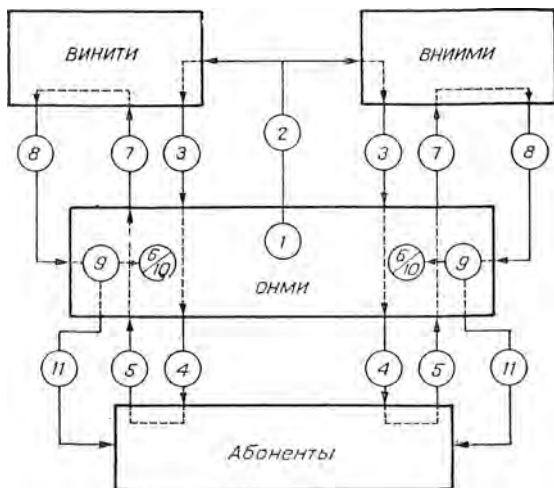 ВИНИТИ ВНИИМИ
2
8 7 3 3 7 8
1
9 6/10 6/10 9
ОНМИ
11 5 4 4 5 11
Абоненты